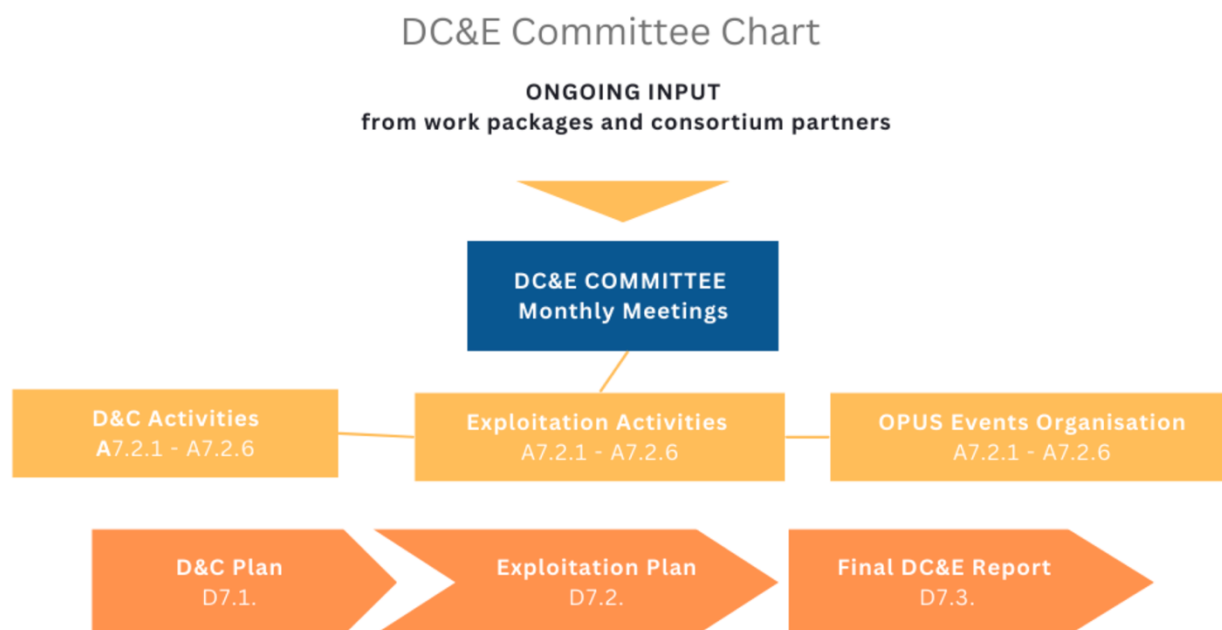 DC&E Committee Chart
ONGOING INPUT
from work packages and consortium partners
DC&E COMMITTEE
Monthly Meetings
D&C Activities
A7.2.1 - A7.2.6
Exploitation Activities
A7.2.1 - A7.2.6
OPUS Events Organisation
A7.2.1 - A7.2.6
D&C Plan
D7.1.
Exploitation Plan
D7.2.
Final DC&E Report
D7.3.